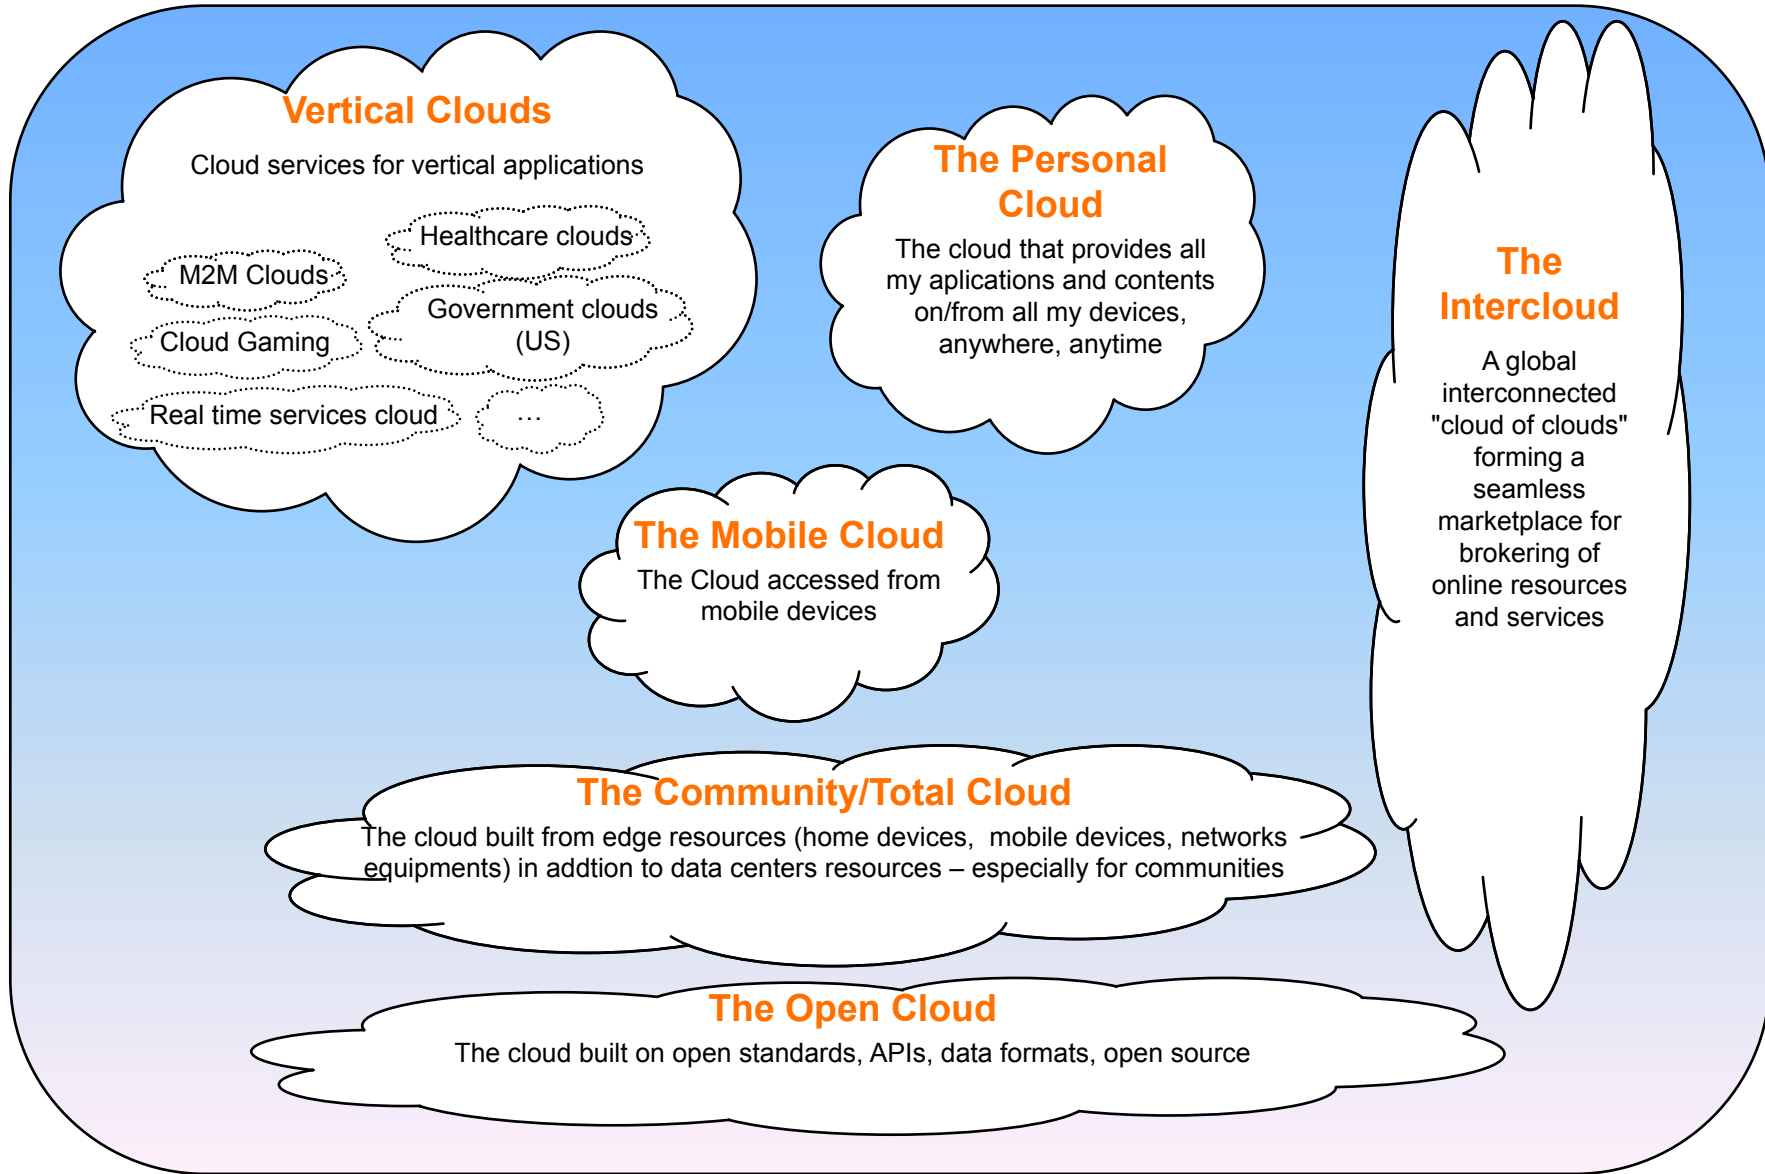 Vertical Clouds
Cloud services for vertical applications
Healthcare clouds
M2M Clouds
Government clouds
(US)
Cloud Gaming
Real time services cloud
…
The Personal
Cloud
The cloud that provides all
my aplications and contents
on/from all my devices,
anywhere, anytime
The
Intercloud
A global
interconnected
"cloud of clouds"
forming a
seamless
marketplace for
brokering of
online resources
and services
The Mobile Cloud
The Cloud accessed from
mobile devices
The Community/Total Cloud
The cloud built from edge resources (home devices,  mobile devices, networks
equipments) in addtion to data centers resources – especially for communities
The Open Cloud
The cloud built on open standards, APIs, data formats, open source